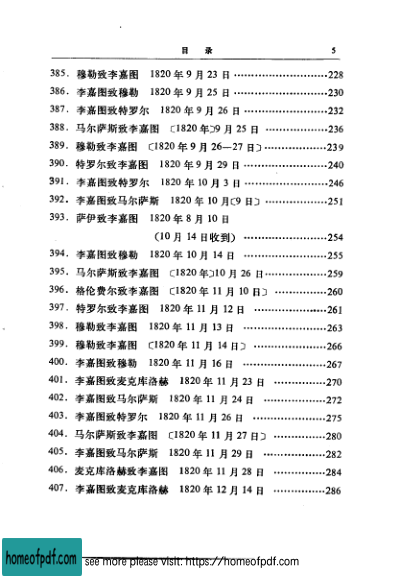 目 录 5
385. 穆勒致李嘉图 1820 年 9 月 23 日 …………………………228
386. 李嘉图致穆勒 1820 年 9 月 25 日 …………………………230
387. 李嘉图致特罗尔 1820 年 9 月 26 日 ………………………232
388. 马尔萨斯致李嘉图 〔1820 年〕9 月 25 日 …………………236
389. 穆勒致李嘉图 〔1820 年 9 月 26—27 日〕…………………239
390. 特罗尔致李嘉图 1820 年 9 月 29 日 ………………………240
391. 李嘉图致特罗尔 1820 年 10 月 3 日 ………………………246
392. 李嘉图致马尔萨斯 1820 年 10 月〔9 日〕…………………251
393. 萨伊致李嘉图 1820 年 8 月 10 日
(10 月 14 日收到) ………………………254
394. 李嘉图致穆勒 1820 年 10 月 14 日 ………………………255
395. 马尔萨斯致李嘉图 〔1820 年〕10 月 26 日…………………259
396. 格伦费尔致李嘉图 〔1820 年 11 月 10 日〕 ………………260
397. 特罗尔致李嘉图 1820 年 11 月 12 日 ……………………261
398. 穆勒致李嘉图 1820 年 11 月 13 日 ………………………263
399. 穆勒致李嘉图 〔1820 年 11 月 14 日〕 ……………………266
400. 李嘉图致穆勒 1820 年 11 月 16 日 ………………………267
401. 李嘉图致麦克库洛赫 1820 年 11 月 23 日 ………………270
402. 李嘉图致马尔萨斯 1820 年 11 月 24 日 …………………272
403. 李嘉图致特罗尔 1820 年 11 月 26 日 ……………………275
404. 马尔萨斯致李嘉图 〔1820 年 11 月 27 日〕 ………………280
405. 李嘉图致马尔萨斯 1820 年 11 月 29 日 …………………282
406. 麦克库洛赫致李嘉图 1820 年 11 月 28 日 ………………284
407. 李嘉图致麦克库洛赫 1820 年 12 月 14 日 ………………286
homeofpdf.com see more please visit: https://homeofpdf.com